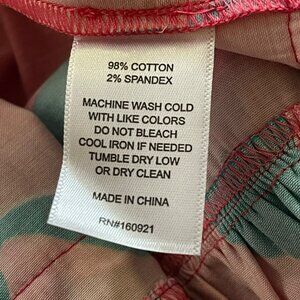 98% COTTON
2% SPANDEX
MACHINE WASH COLD
WITH LIKE COLORS
DO NOT BLEACH
COOL IRON IF NEEDED
TUMBLE DRY LOW
OR DRY CLEAN
MADE IN CHINA
RN#160921